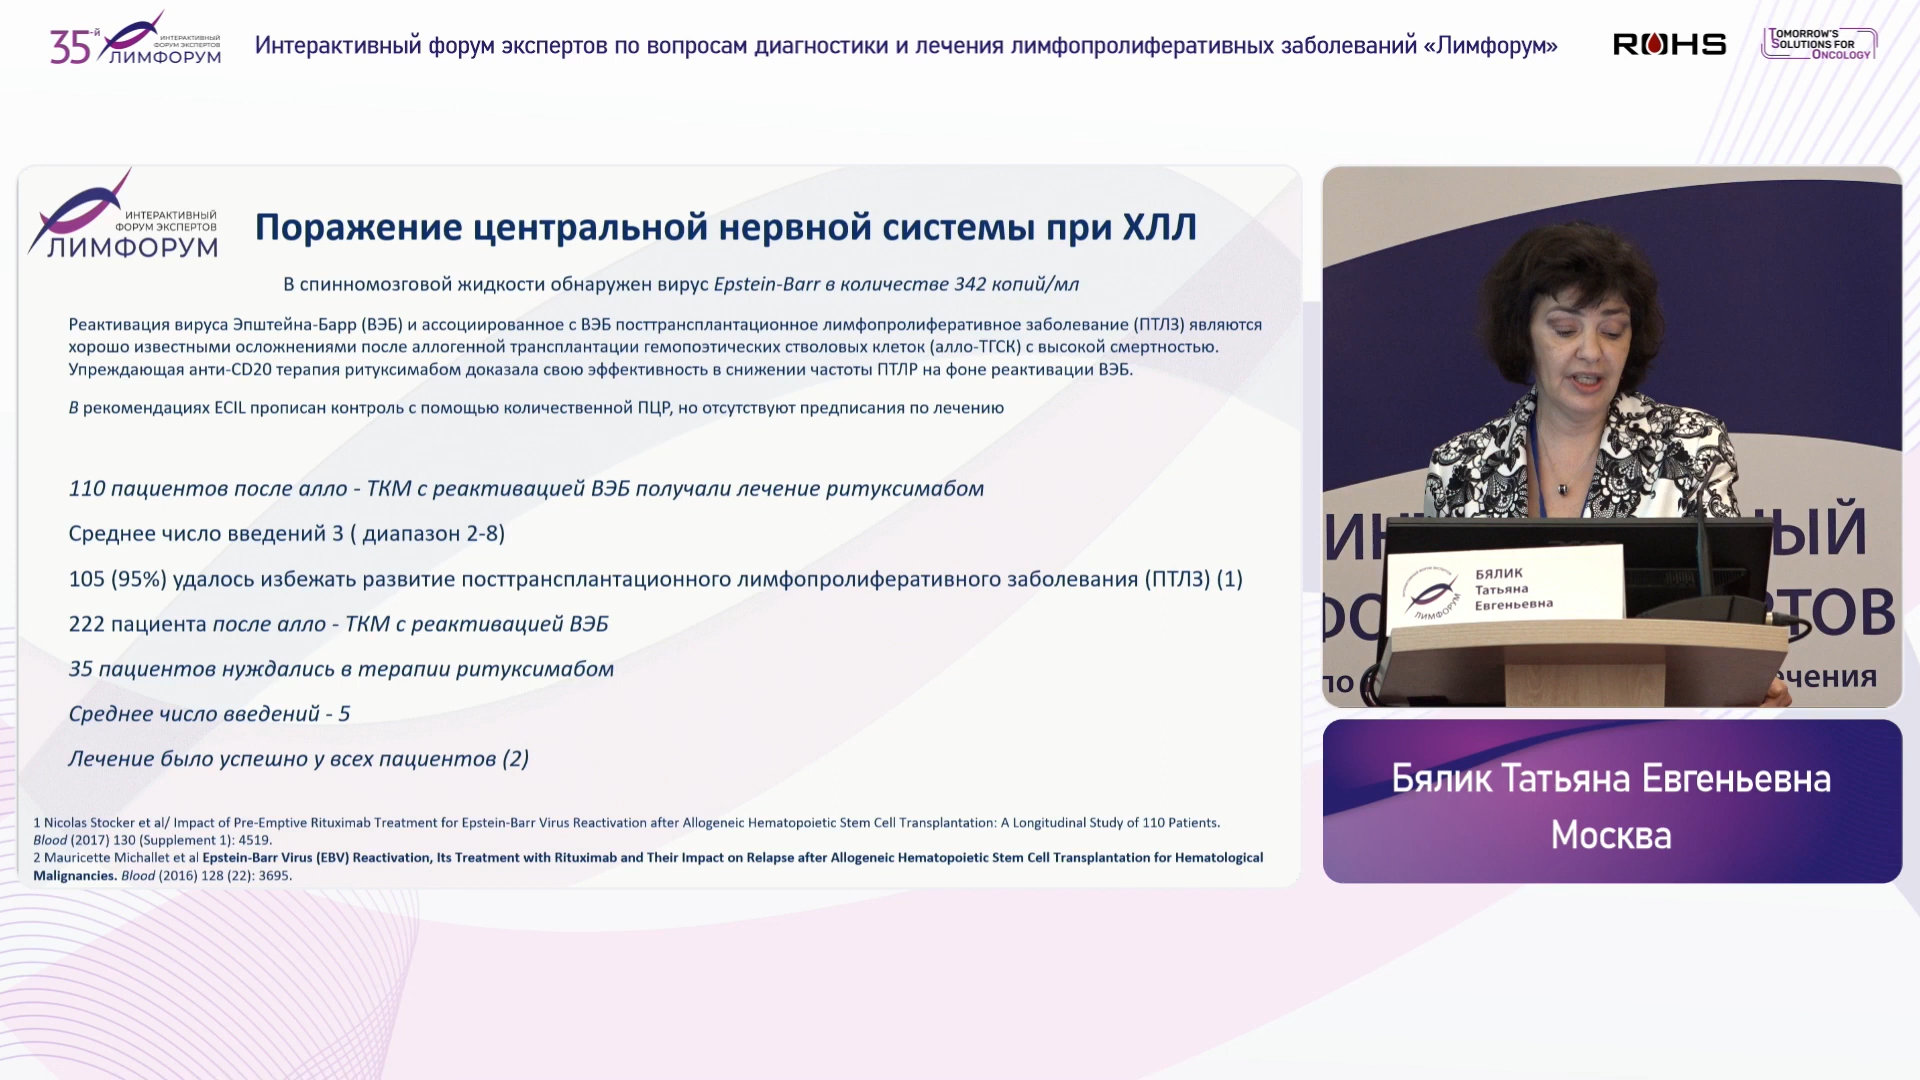 35-й
ИНТЕРАКТИВНЫЙ
ФОРУМ ЭКСПЕРТОВ
ЛИМФОРУМ
Интерактивный форум экспертов по вопросам диагностики и лечения лимфопролиферативных заболеваний «Лимфорум»
ROHS
TOMORROW'S
SOLUTIONS FOR
ONCOLOGY
ИНТЕРАКТИВНЫЙ
ФОРУМ ЭКСПЕРТОВ
ЛИМФОРУМ
Поражение центральной нервной системы при ХЛЛ
В спинномозговой жидкости обнаружен вирус Epstein-Barr в количестве 342 копий/мл
Реактивация вируса Эпштейна-Барр (ВЭБ) и ассоциированное с ВЭБ посттрансплантационное лимфопролиферативное заболевание (ПТЛЗ) являются
хорошо известными осложнениями после аллогенной трансплантации гемопоэтических стволовых клеток (алло-ТГСК) с высокой смертностью.
Упреждающая анти-CD20 терапия ритуксимабом доказала свою эффективность в снижении частоты ПТЛР на фоне реактивации ВЭБ.
В рекомендациях ECIL прописан контроль с помощью количественной ПЦР, но отсутствуют предписания по лечению
110 пациентов после алло - ТКМ с реактивацией ВЭБ получали лечение ритуксимабом
Среднее число введений 3 ( диапазон 2-8)
105 (95%) удалось избежать развитие посттрансплантационного лимфопролиферативного заболевания (ПТЛЗ) (1)
222 пациента после алло - ТКМ с реактивацией ВЭБ
35 пациентов нуждались в терапии ритуксимабом
Среднее число введений - 5
Лечение было успешно у всех пациентов (2)
1 Nicolas Stocker et al/ Impact of Pre-Emptive Rituximab Treatment for Epstein-Barr Virus Reactivation after Allogeneic Hematopoietic Stem Cell Transplantation: A Longitudinal Study of 110 Patients.
Blood (2017) 130 (Supplement 1): 4519.
2 Mauricette Michallet et al Epstein-Barr Virus (EBV) Reactivation, Its Treatment with Rituximab and Their Impact on Relapse after Allogeneic Hematopoietic Stem Cell Transplantation for Hematological
Malignancies. Blood (2016) 128 (22): 3695.
ИН ЫЙ
ФО РТОВ
по ечения
ЛИМФОРУМ
БЯЛИК
Татьяна
Евгеньевна
Бялик Татьяна Евгеньевна
Москва